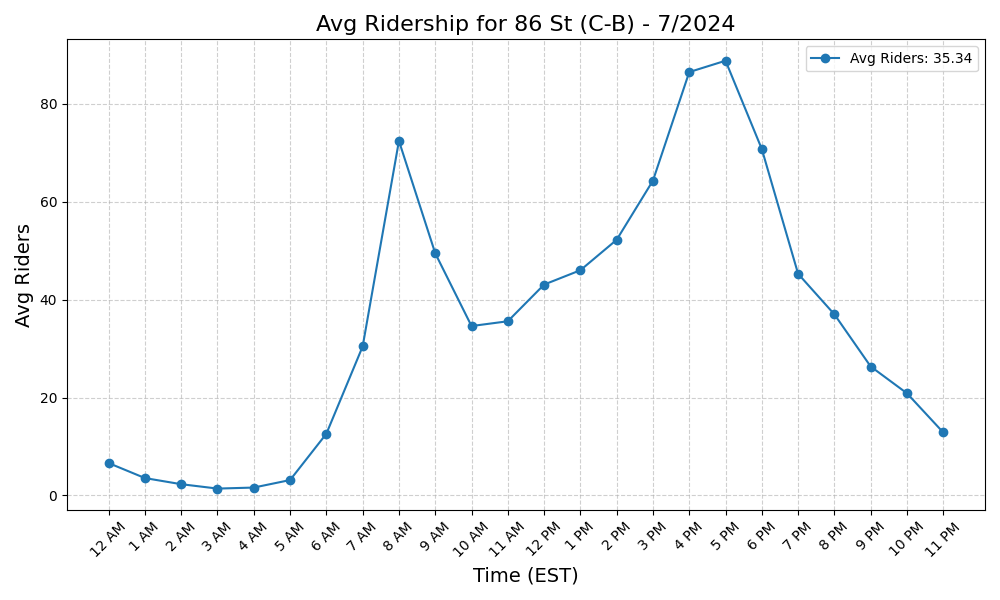 Avg Ridership for 86 St (C-B) - 7/2024
Avg Riders: 35.34
Avg Riders
80
60
40
20
0
12 AM
1 AM
2 AM
3 AM
4 AM
5 AM
6 AM
7 AM
8 AM
9 AM
10 AM
11 AM
12 PM
1 PM
2 PM
3 PM
4 PM
5 PM
6 PM
7 PM
8 PM
9 PM
10 PM
11 PM
Time (EST)